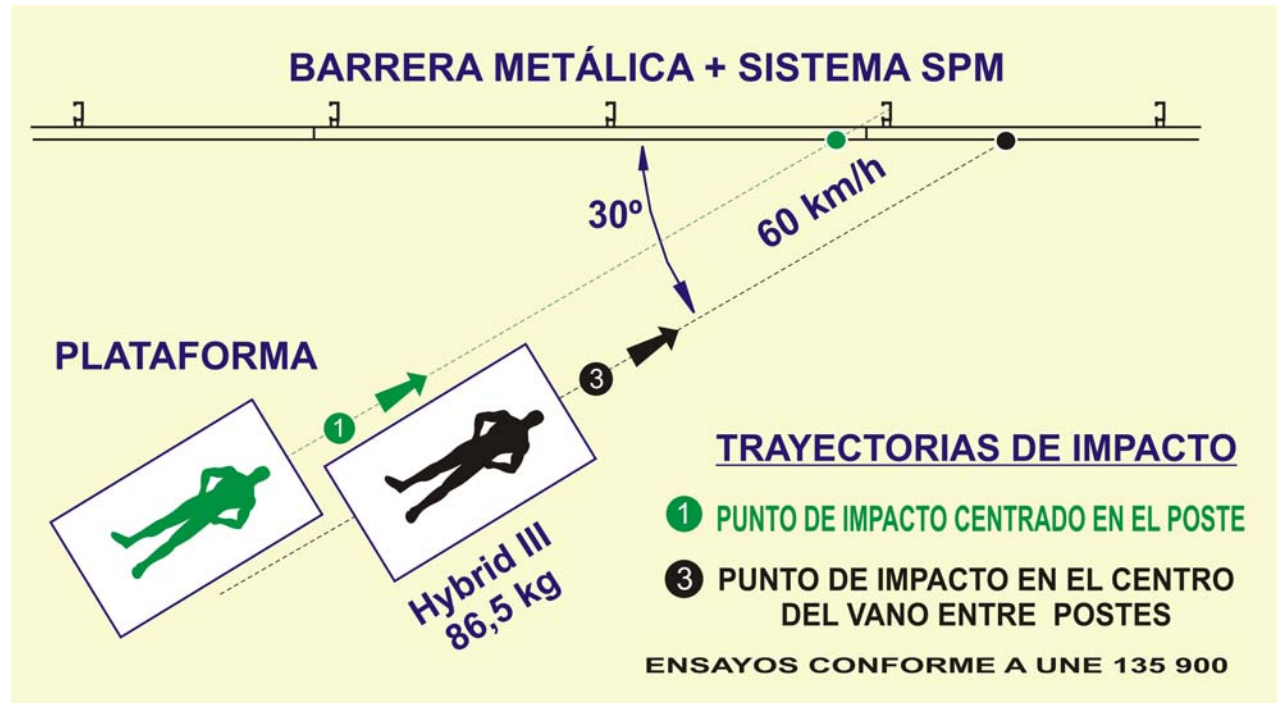 BARRERA METÁLICA + SISTEMA SPM
30º
60 km/h
PLATAFORMA
1
3
Hybrid III
86,5 kg
TRAYECTORIAS DE IMPACTO
1 PUNTO DE IMPACTO CENTRADO EN EL POSTE
3 PUNTO DE IMPACTO EN EL CENTRO
DEL VANO ENTRE POSTES
ENSAYOS CONFORME A UNE 135 900